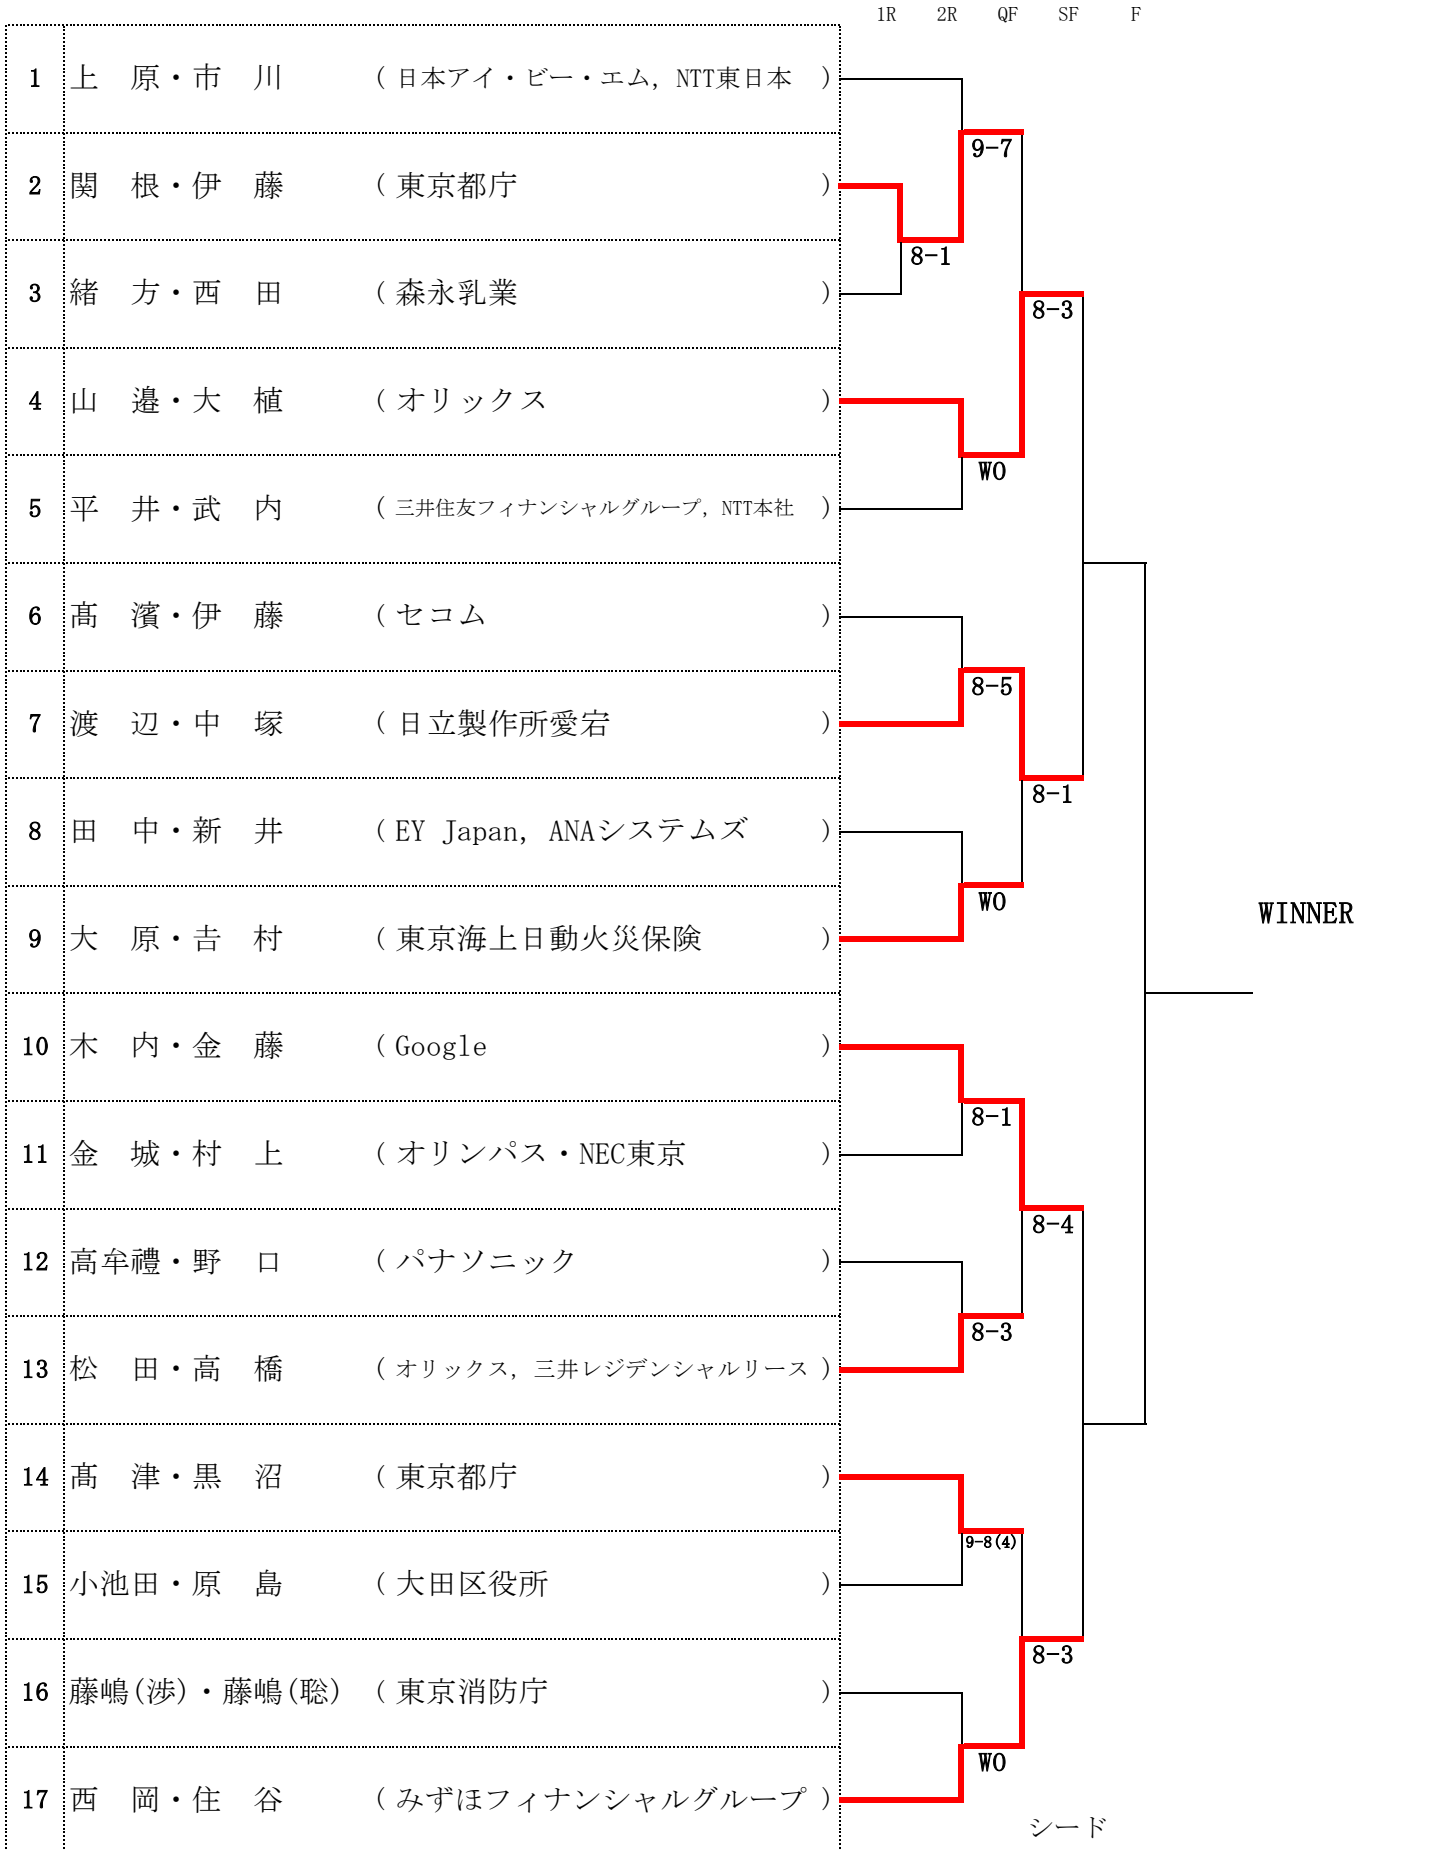 1R 2R QF SF F
1 上　原・市　川 ( 日本アイ・ビー・エム, NTT東日本 )
9-7
2 関　根・伊　藤 ( 東京都庁 )
8-1
3 緒　方・西　田 ( 森永乳業 )
8-3
4 山　邉・大　植 ( オリックス )
WO
5 平　井・武　内 ( 三井住友フィナンシャルグループ, NTT本社 )
6 髙　濱・伊　藤 ( セコム )
8-5
7 渡　辺・中　塚 ( 日立製作所愛宕 )
8-1
8 田　中・新　井 ( EY Japan, ANAシステムズ )
WO
WINNER
9 大　原・𠮷　村 ( 東京海上日動火災保険 )
10 木　内・金　藤 ( Google )
8-1
11 金　城・村　上 ( オリンパス・NEC東京 )
8-4
12 高牟禮・野　口 ( パナソニック )
8-3
13 松　田・高　橋 ( オリックス, 三井レジデンシャルリース )
14 髙　津・黒　沼 ( 東京都庁 )
9-8(4)
15 小池田・原　島 ( 大田区役所 )
8-3
16 藤嶋(渉)・藤嶋(聡) ( 東京消防庁 )
WO
17 西　岡・住　谷 ( みずほフィナンシャルグループ )
シード